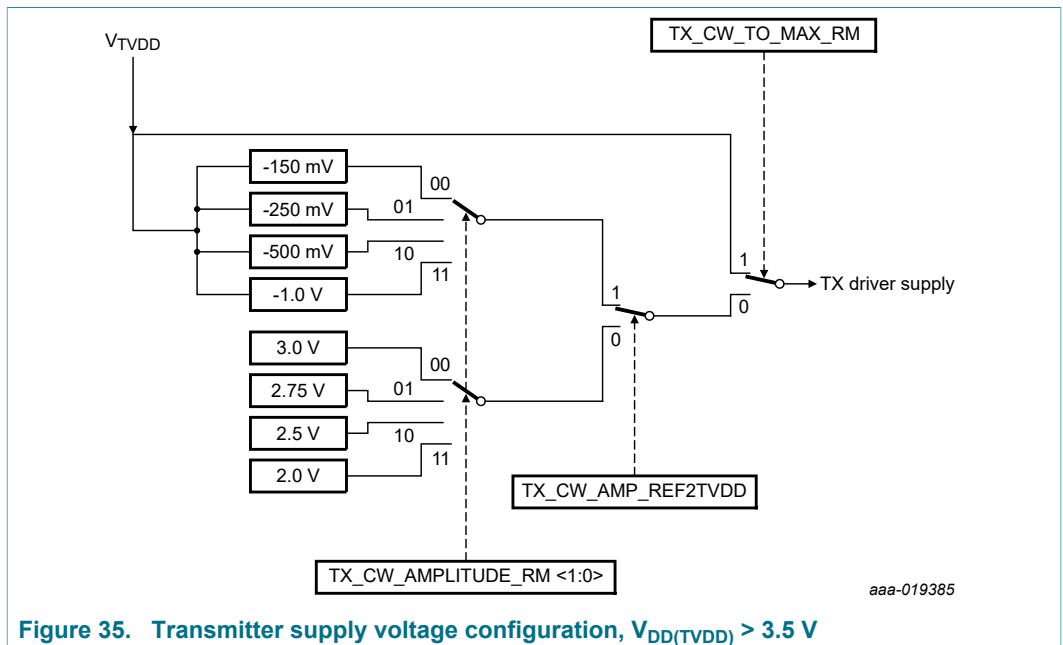 VTVDD
TX_CW_TO_MAX_RM
-150 mV
00
-250 mV
01
-500 mV
10
11
-1.0 V
1
TX driver supply
0
1
0
3.0 V
00
2.75 V
01
2.5 V
10
11
2.0 V
TX_CW_AMP_REF2TVDD
TX_CW_AMPLITUDE_RM <1:0>
aaa-019385
Figure 35. Transmitter supply voltage configuration, VDD(TVDD) > 3.5 V